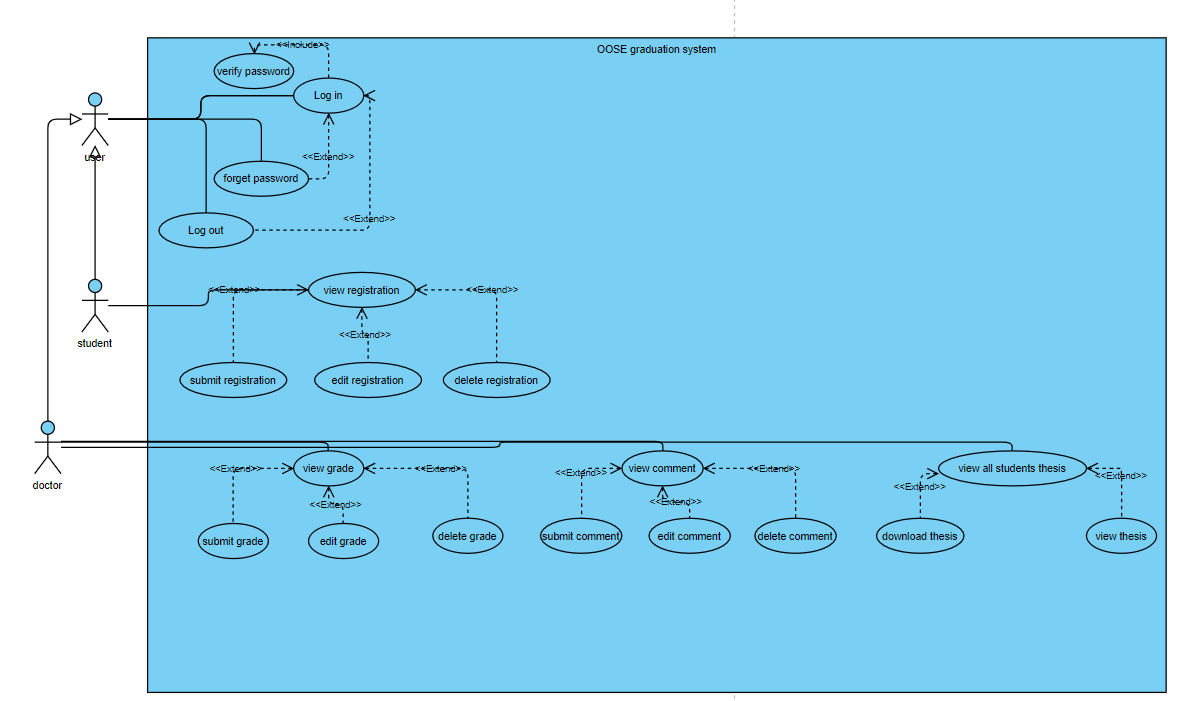 OOSE graduation system
<<Include>>
verify password
Log in
user
<<Extend>>
forget password
<<Extend>>
Log out
student
<<Extend>>
view registration
<<Extend>>
<<Extend>>
submit registration
edit registration
delete registration
doctor
<<Extend>>
view grade
<<Extend>>
<<Extend>>
view comment
<<Extend>>
view all students thesis
<<Extend>>
<<Extend>>
<<Extend>>
<<Extend>>
submit grade
edit grade
delete grade
submit comment
edit comment
delete comment
download thesis
view thesis